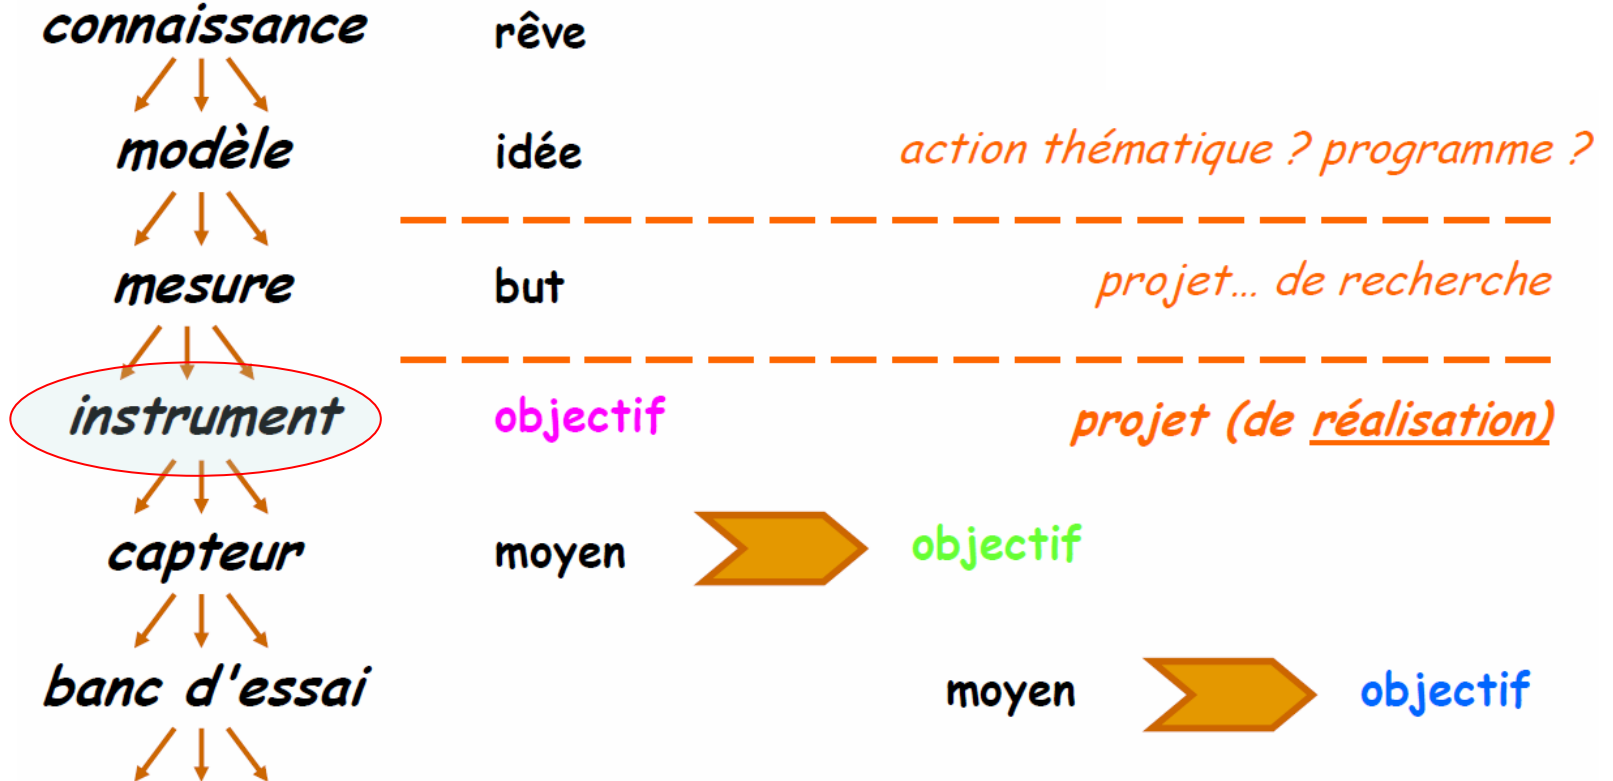 connaissance rêve
modèle idée action thématique ? programme ?
mesure but projet... de recherche
instrument objectif projet (de réalisation)
capteur moyen objectif
banc d'essai moyen objectif